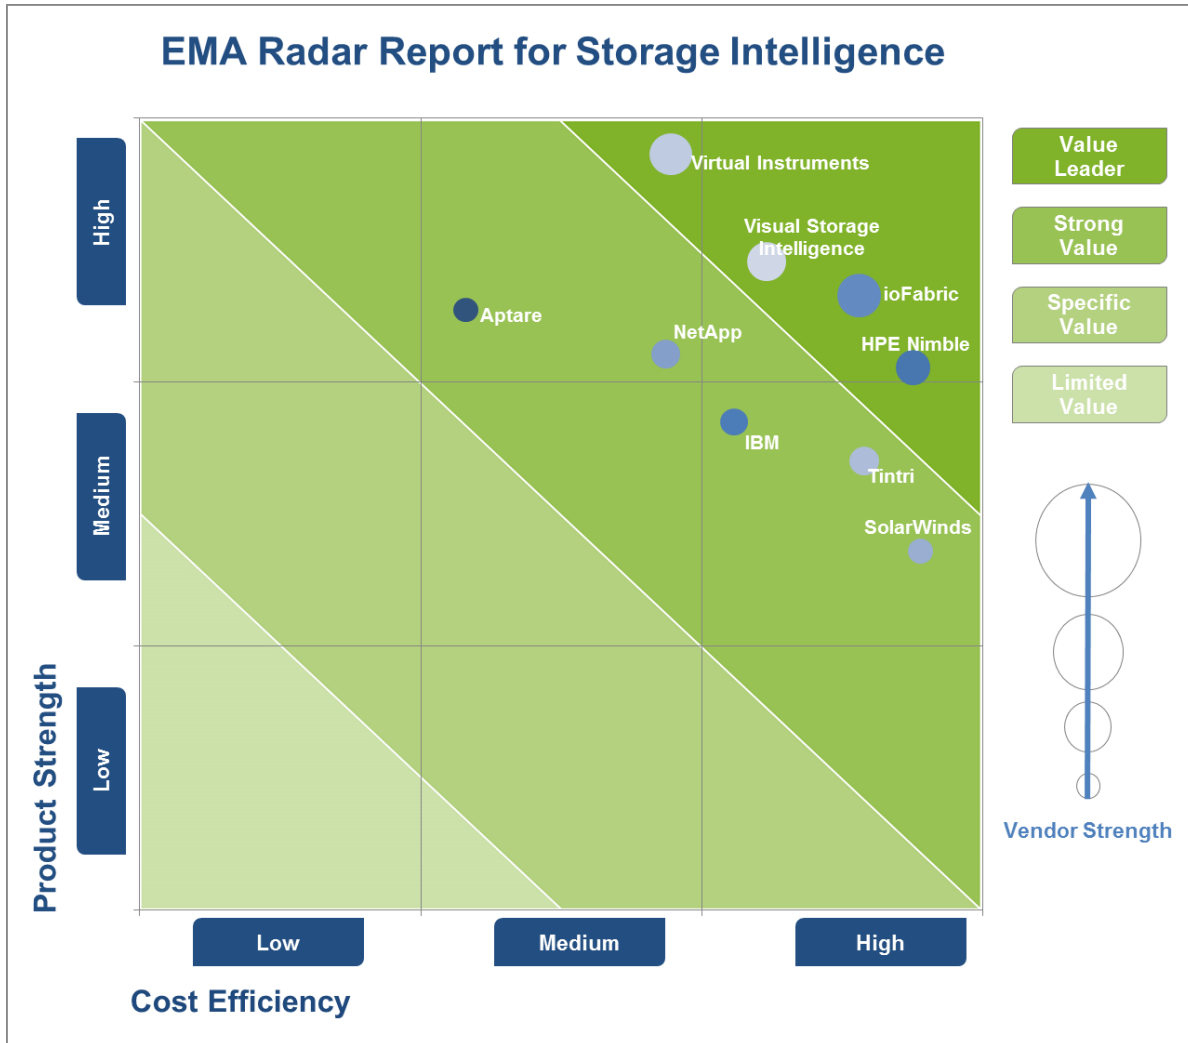 EMA Radar Report for Storage Intelligence
High
Medium
Low
Product Strength
Virtual Instruments
Visual Storage
Intelligence
ioFabric
Aptare
NetApp
HPE Nimble
IBM
Tintri
SolarWinds
Value
Leader
Strong
Value
Specific
Value
Limited
Value
Vendor Strength
Low
Medium
High
Cost Efficiency